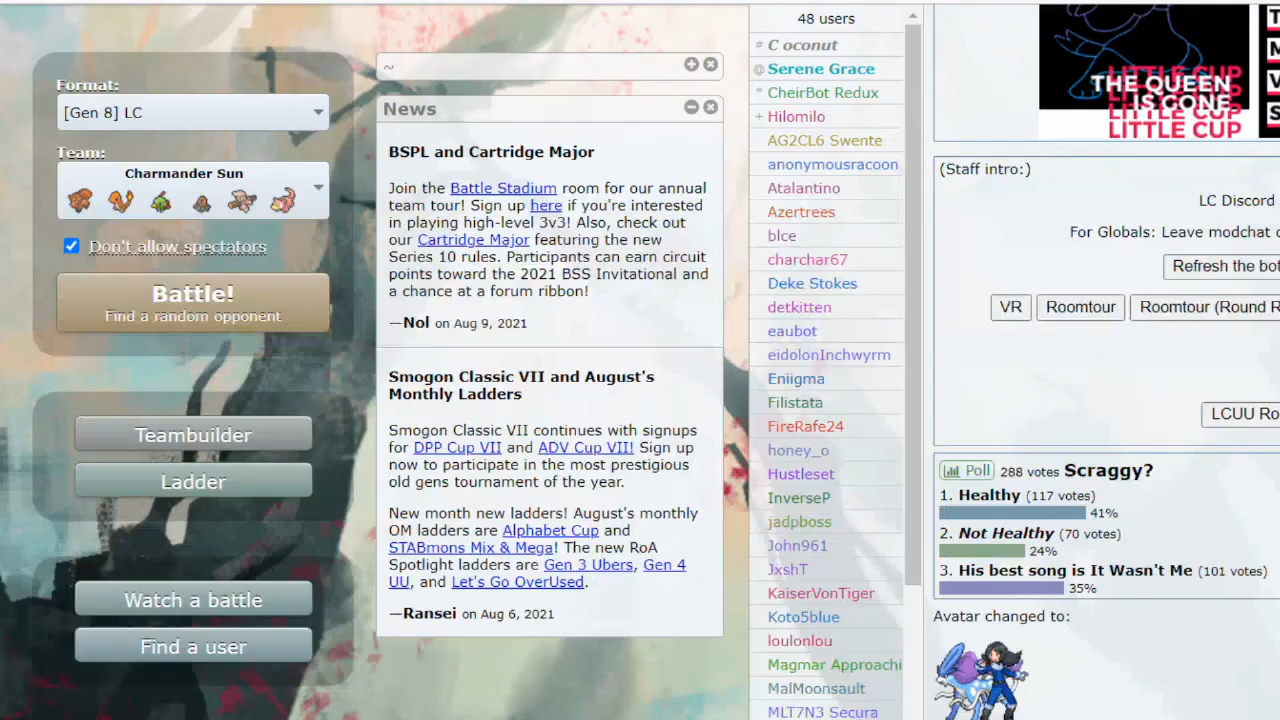 Format:
[Gen 8] LC
Team:
Charmander Sun
Don't allow spectators
Battle!
Find a random opponent
Teambuilder
Ladder
Watch a battle
Find a user
~
News
BSPL and Cartridge Major
Join the Battle Stadium room for our annual
team tour! Sign up here if you're interested
in playing high-level 3v3! Also, check out
our Cartridge Major featuring the new
Series 10 rules. Participants can earn circuit
points toward the 2021 BSS Invitational and
a chance at a forum ribbon!
—Nol on Aug 9, 2021
Smogon Classic VII and August's
Monthly Ladders
Smogon Classic VII continues with signups
for DPP Cup VII and ADV Cup VII! Sign up
now to participate in the most prestigious
old gens tournament of the year.
New month new ladders! August's monthly
OM ladders are Alphabet Cup and
STABmons Mix & Mega! The new RoA
Spotlight ladders are Gen 3 Ubers, Gen 4
UU, and Let's Go OverUsed.
—Ransei on Aug 6, 2021
48 users
# C oconut
@ Serene Grace
* CheirBot Redux
+ Hilomilo
AG2CL6 Swente
anonymousracoon
Atalantino
Azertrees
blce
charchar67
Deke Stokes
detkitten
eaubot
eidolonInchwyrm
Eniigma
Filistata
FireRafe24
honey_o
Hustleset
InverseP
jadpboss
John961
JxshT
KaiserVonTiger
Koto5blue
loulonlou
Magmar Approachi
MalMoonsault
MLT7N3 Secura
LITTLE CUP
THE QUEEN
IS GONE
LITTLE CUP
LITTLE CUP
T
M
V
S
(Staff intro:)
LC Discord
For Globals: Leave modchat
Refresh the bot
VR Roomtour Roomtour (Round R
LCUU Ro
Poll 288 votes Scraggy?
1. Healthy (117 votes)
41%
2. Not Healthy (70 votes)
24%
3. His best song is It Wasn't Me (101 votes)
35%
Avatar changed to: